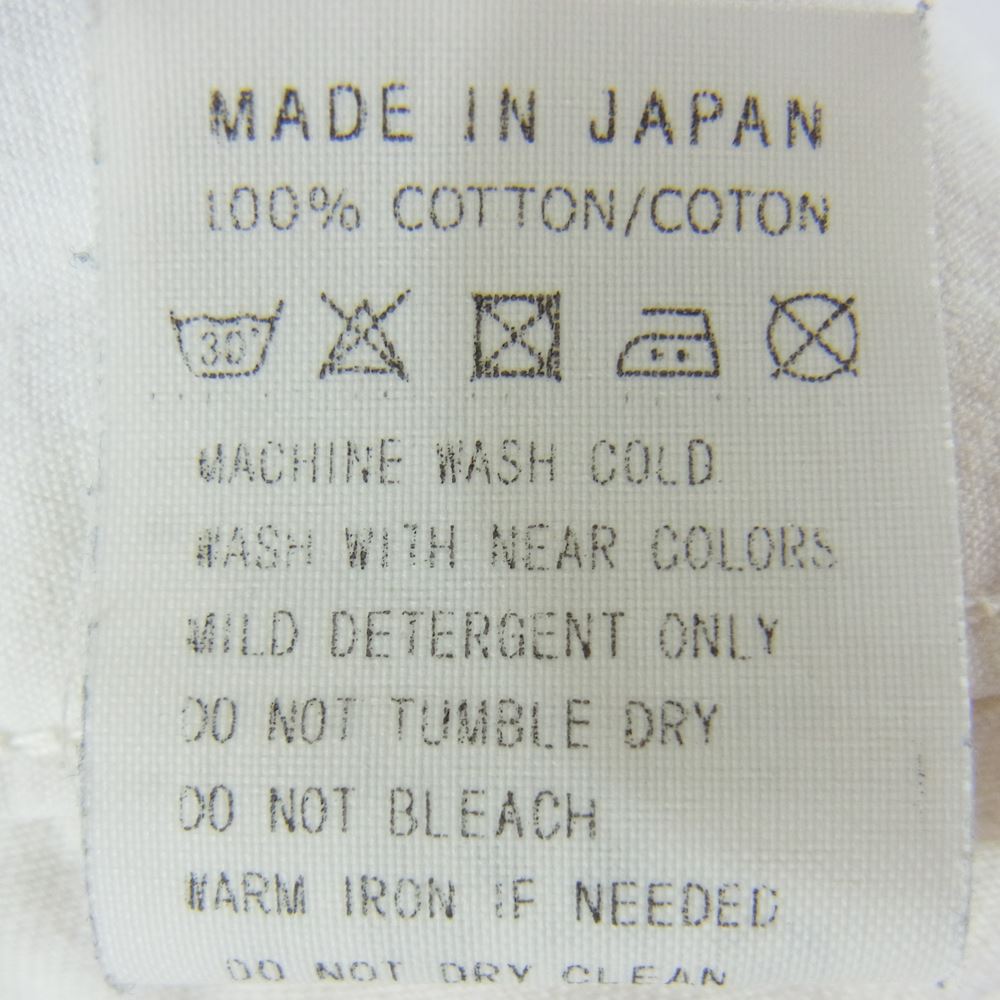 MADE IN JAPAN
100% COTTON/COTON
30°
MACHINE WASH COLD
WASH WITH NEAR COLORS
MILD DETERGENT ONLY
DO NOT TUMBLE DRY
DO NOT BLEACH
WARM IRON IF NEEDED
DO NOT DRY CLEAN